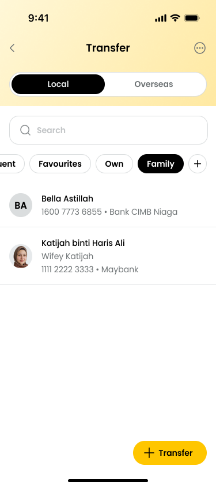 9:41
Transfer
Local Overseas
Search
uent Favourites Own Family +
BA
Bella Astillah
1600 7773 6855 • Bank CIMB Niaga
Katijah binti Haris Ali
Wifey Katijah
1111 2222 3333 • Maybank
+ Transfer